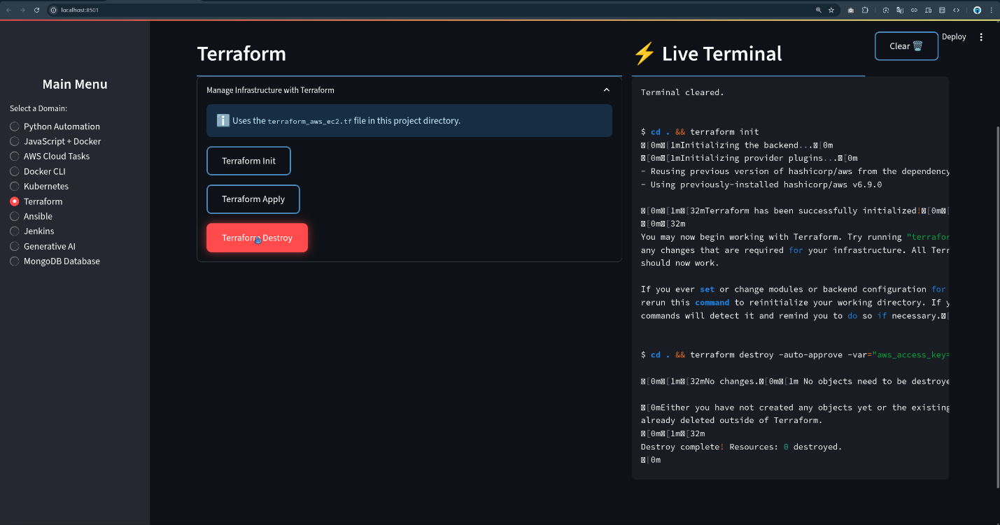 localhost:8501
Deploy
Main Menu
Select a Domain:
Python Automation
JavaScript + Docker
AWS Cloud Tasks
Docker CLI
Kubernetes
Terraform
Ansible
Jenkins
Generative AI
MongoDB Database
Terraform
Manage Infrastructure with Terraform
Uses the terraform_aws_ec2.tf file in this project directory.
Terraform Init
Terraform Apply
Terraform Destroy
⚡ Live Terminal
Clear 🗑️
Terminal cleared.
$ cd . && terraform init
�[0m�[1mInitializing the backend...�[0m
�[0m�[1mInitializing provider plugins...�[0m
- Reusing previous version of hashicorp/aws from the dependency
- Using previously-installed hashicorp/aws v6.9.0
�[0m�[1m�[32mTerraform has been successfully initialized!�[0m�[
�[0m�[32m
You may now begin working with Terraform. Try running "terrafor
any changes that are required for your infrastructure. All Terr
should now work.
If you ever set or change modules or backend configuration for
rerun this command to reinitialize your working directory. If y
commands will detect it and remind you to do so if necessary.�[
$ cd . && terraform destroy -auto-approve -var="aws_access_key=
�[0m�[1m�[32mNo changes.�[0m�[1m No objects need to be destroye
�[0mEither you have not created any objects yet or the existing
already deleted outside of Terraform.
�[0m�[1m�[32m
Destroy complete! Resources: 0 destroyed.
�[0m